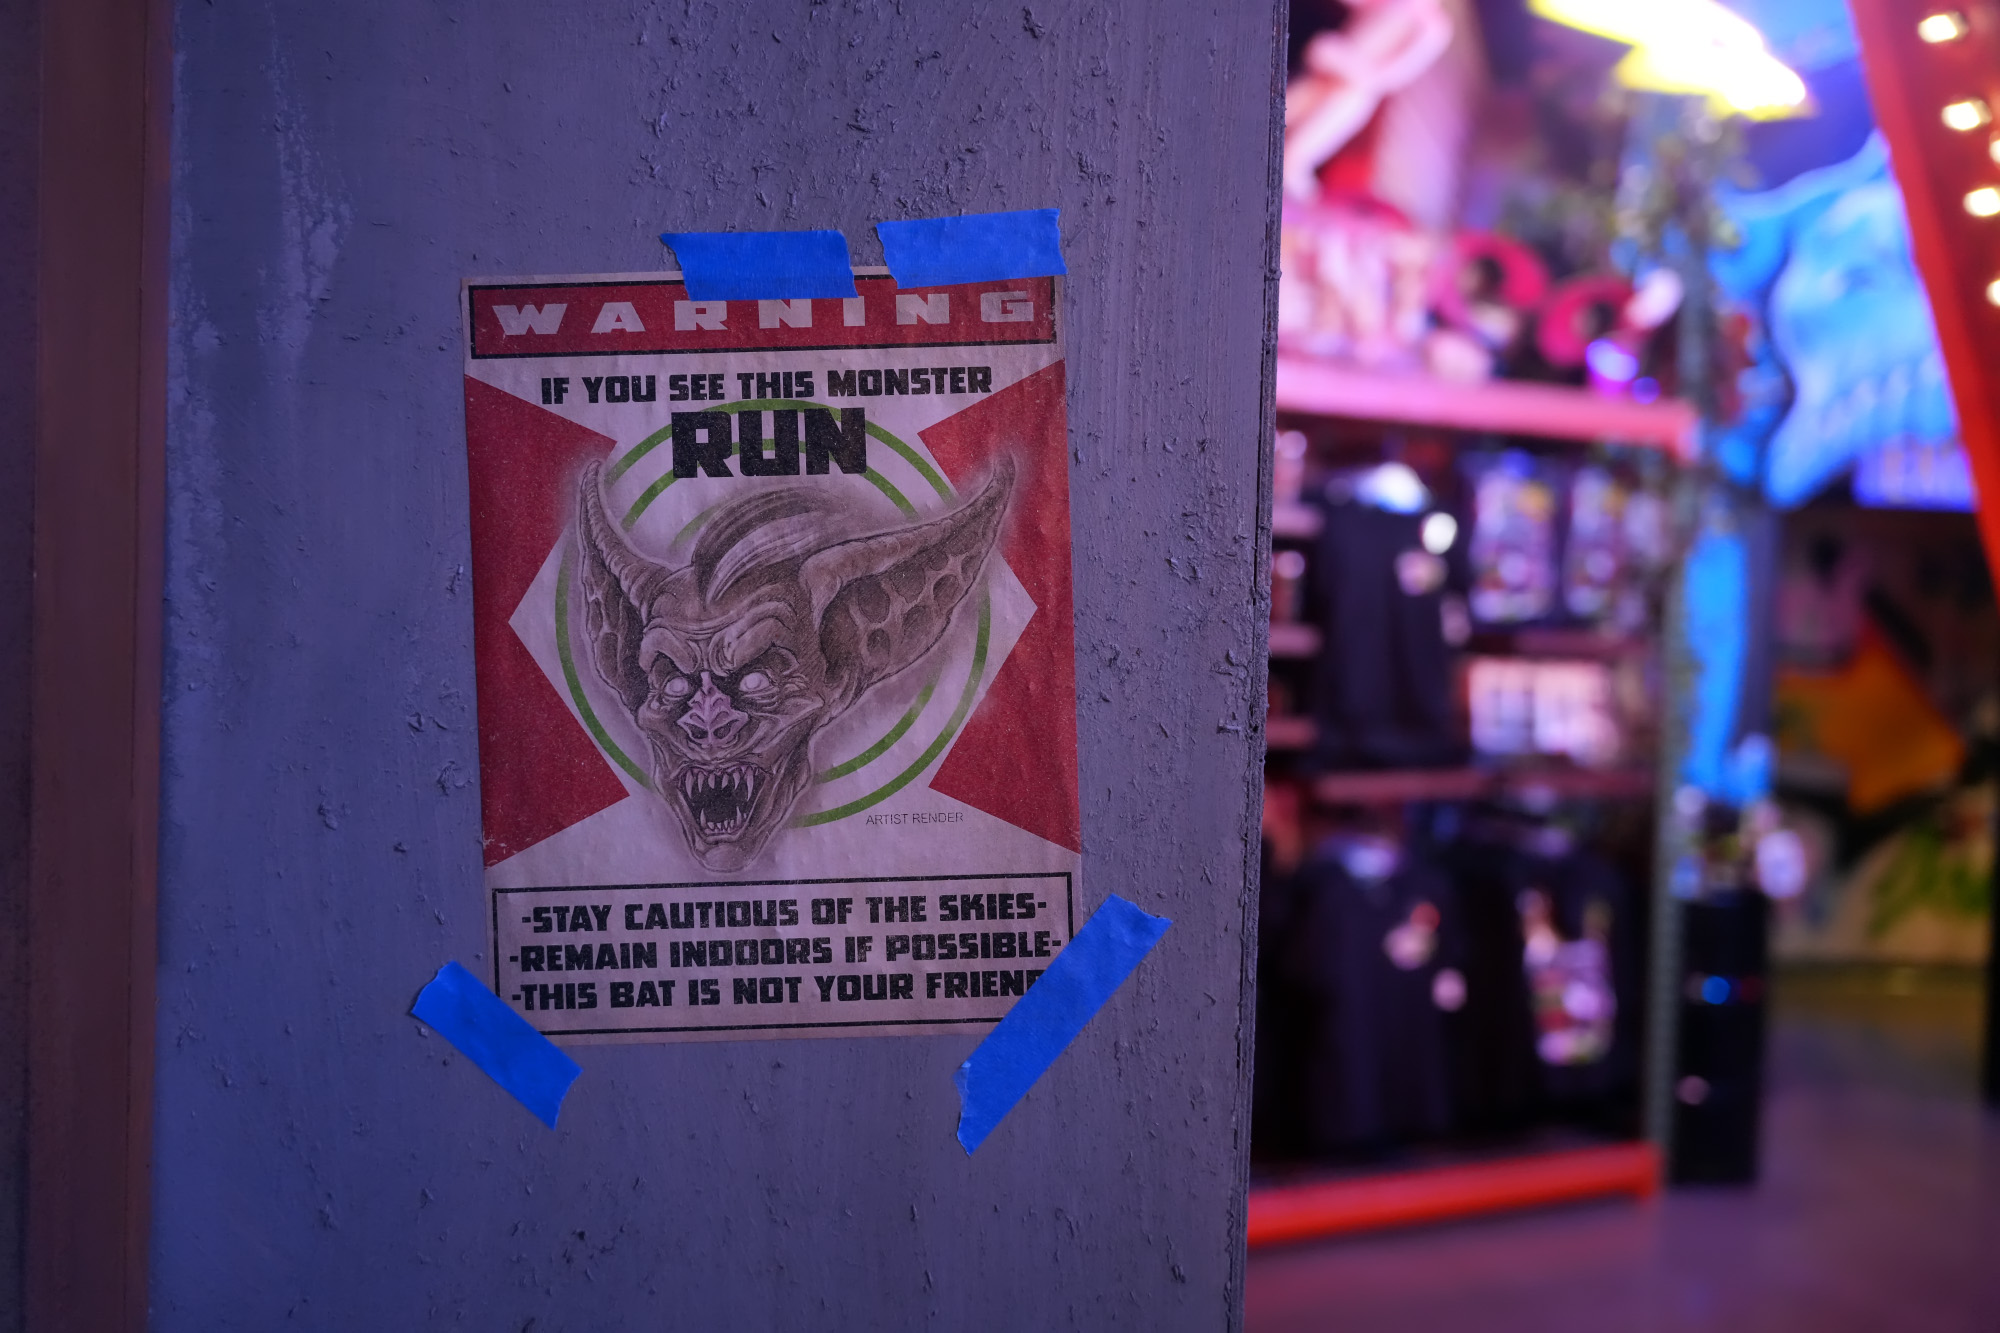 WARNING
IF YOU SEE THIS MONSTER
RUN
ARTIST RENDER
-STAY CAUTIOUS OF THE SKIES-
-REMAIN INDOORS IF POSSIBLE-
-THIS BAT IS NOT YOUR FRIEND